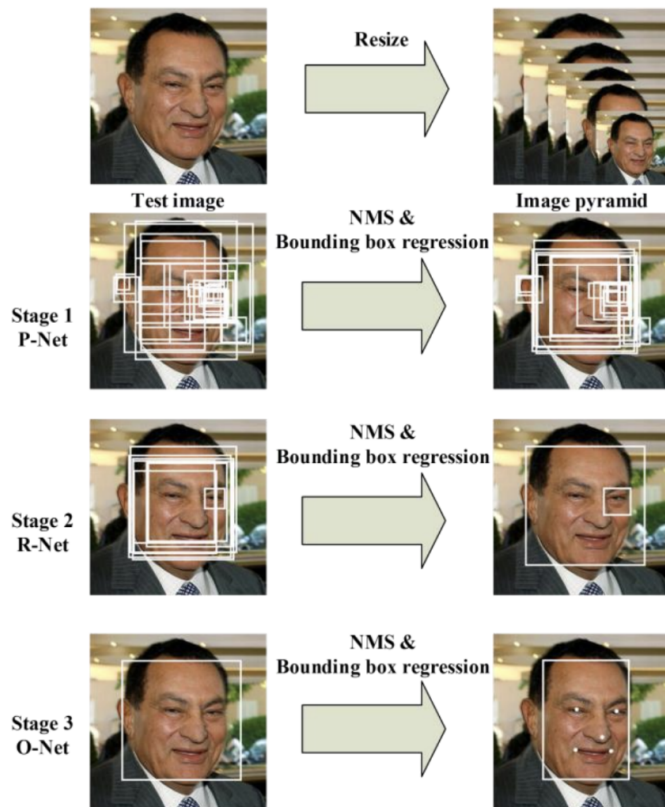 Resize
Test image
Image pyramid
NMS &
Bounding box regression
Stage 1
P-Net
NMS &
Bounding box regression
Stage 2
R-Net
NMS &
Bounding box regression
Stage 3
O-Net